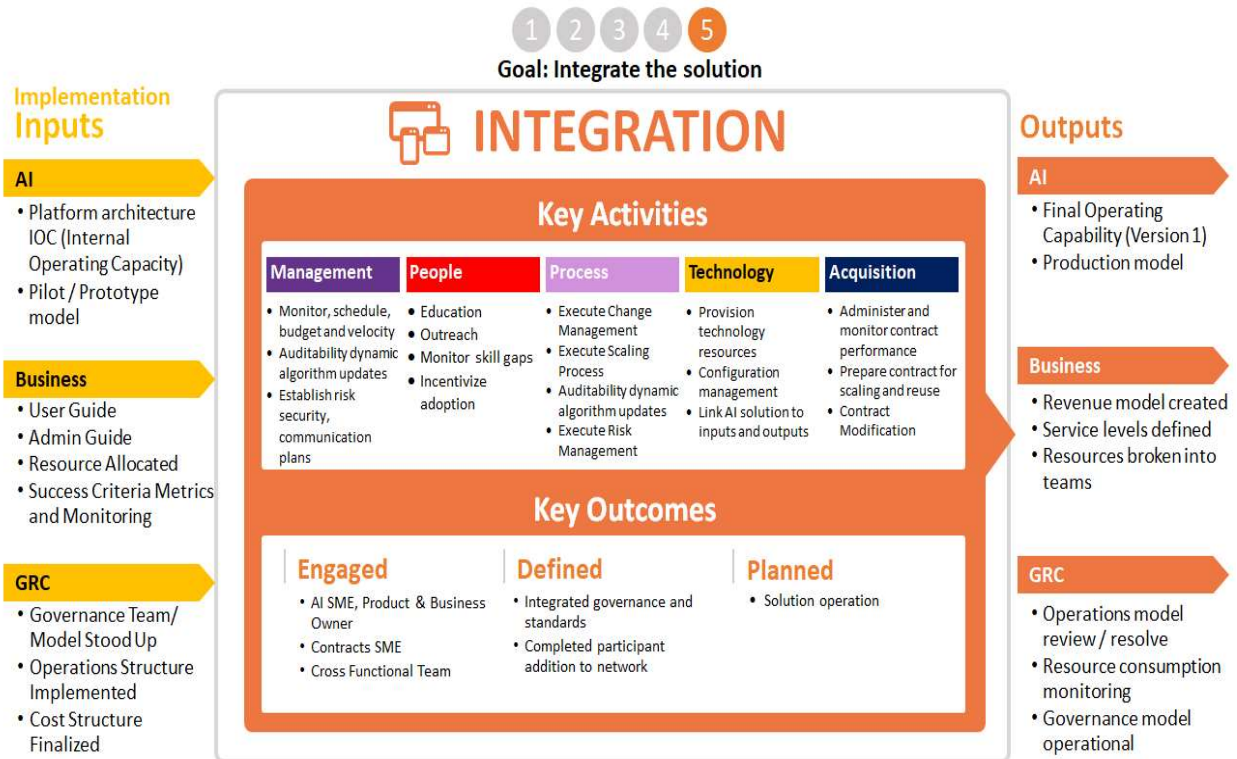 1 2 3 4 5
Goal: Integrate the solution
Implementation
Inputs
AI
• Platform architecture
IOC (Internal
Operating Capacity)
• Pilot / Prototype
model
Business
• User Guide
• Admin Guide
• Resource Allocated
• Success Criteria Metrics
and Monitoring
GRC
• Governance Team/
Model Stood Up
• Operations Structure
Implemented
• Cost Structure
Finalized
INTEGRATION
Key Activities
Management
• Monitor, schedule,
budget and velocity
• Auditability dynamic
algorithm updates
• Establish risk
security,
communication
plans
People
• Education
• Outreach
• Monitor skill gaps
• Incentivize
adoption
Process
• Execute Change
Management
• Execute Scaling
Process
• Auditability dynamic
algorithm updates
• Execute Risk
Management
Technology
• Provision
technology
resources
• Configuration
management
• Link AI solution to
inputs and outputs
Acquisition
• Administer and
monitor contract
performance
• Prepare contract for
scaling and reuse
• Contract
Modification
Key Outcomes
Engaged
• AI SME, Product & Business
Owner
• Contracts SME
• Cross Functional Team
Defined
• Integrated governance and
standards
• Completed participant
addition to network
Planned
• Solution operation
Outputs
AI
• Final Operating
Capability (Version 1)
• Production model
Business
• Revenue model created
• Service levels defined
• Resources broken into
teams
GRC
• Operations model
review / resolve
• Resource consumption
monitoring
• Governance model
operational